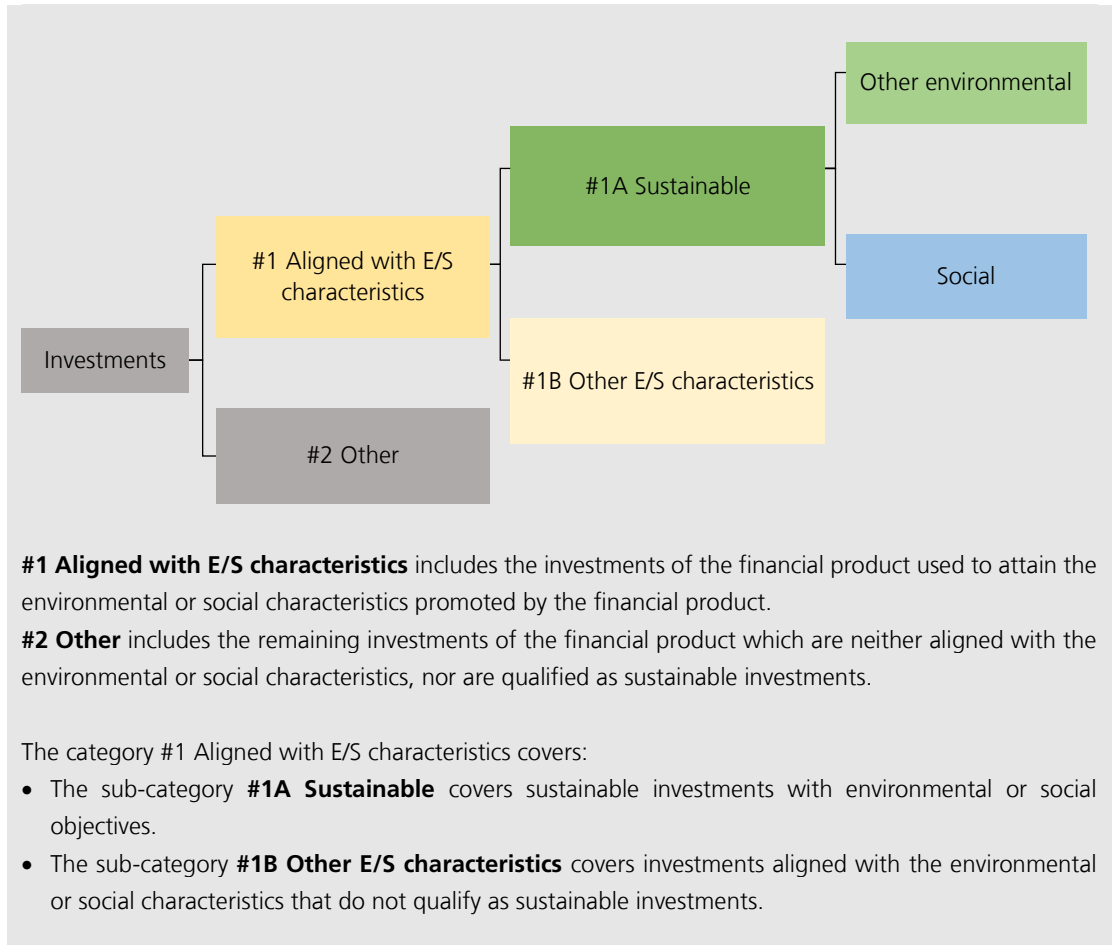 Other environmental
#1A Sustainable
#1 Aligned with E/S
characteristics
Social
Investments
#1B Other E/S characteristics
#2 Other
#1 Aligned with E/S characteristics includes the investments of the financial product used to attain the
environmental or social characteristics promoted by the financial product.
#2 Other includes the remaining investments of the financial product which are neither aligned with the
environmental or social characteristics, nor are qualified as sustainable investments.
The category #1 Aligned with E/S characteristics covers:
• The sub-category #1A Sustainable covers sustainable investments with environmental or social
objectives.
• The sub-category #1B Other E/S characteristics covers investments aligned with the environmental
or social characteristics that do not qualify as sustainable investments.